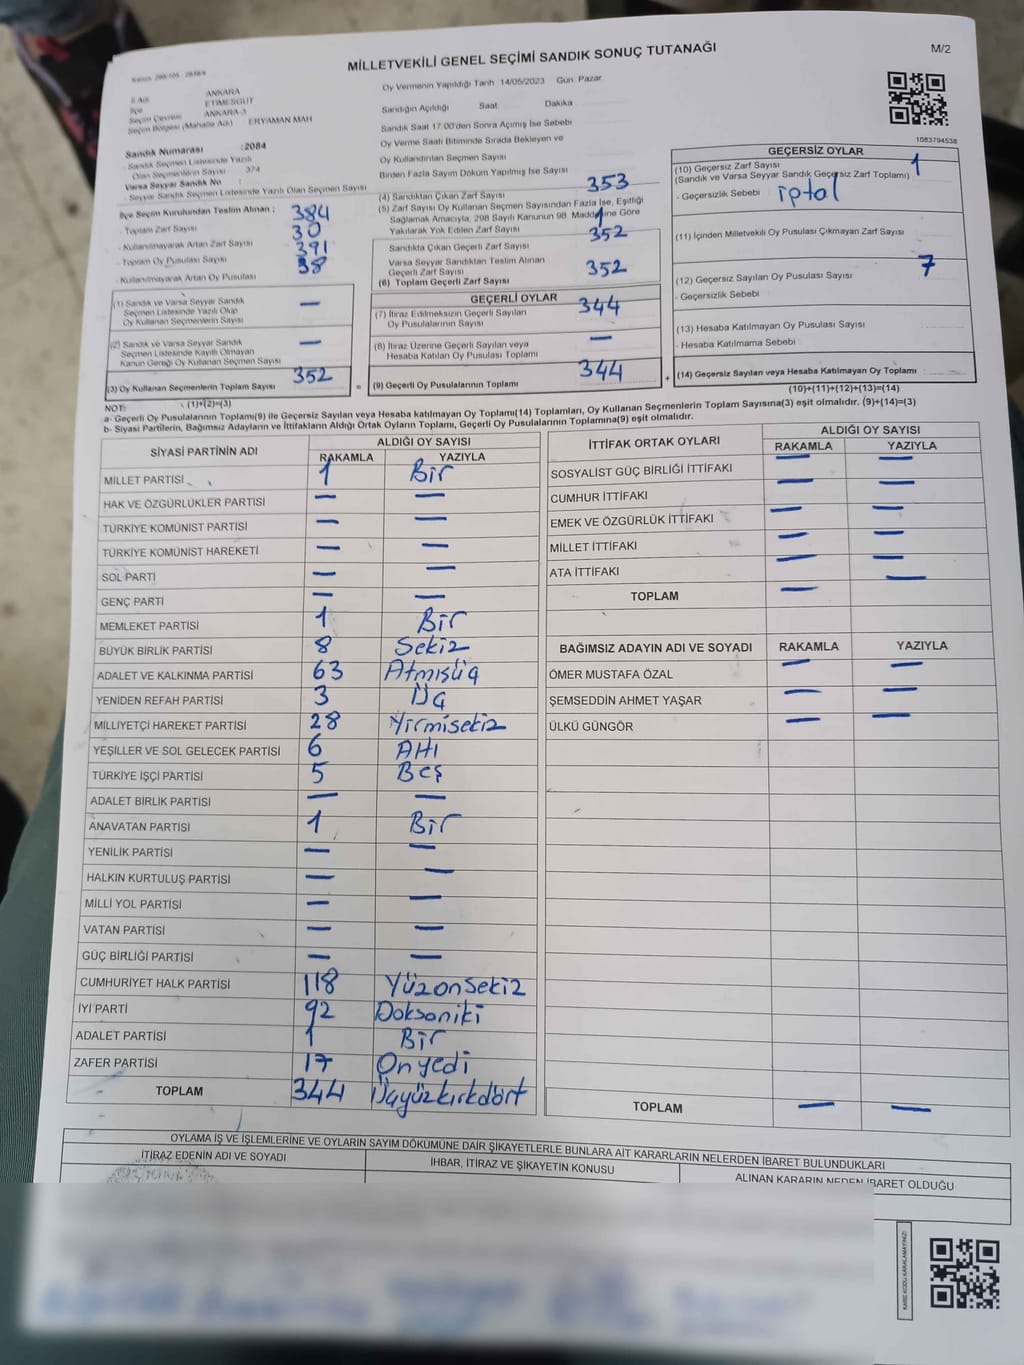 MİLLETVEKİLİ GENEL SEÇİMİ SANDIK SONUÇ TUTANAĞI
M/2
İl Adı ANKARA
İlçe ETİMESGUT
Seçim Çevresi ANKARA-3
Seçim Bölgesi (Mahalle Adı) ERYAMAN MAH
Sandık Numarası :2084
Sandık Seçmen Listesinde Yazılı
Olan Seçmenlerin Sayısı 374
Varsa Seyyar Sandık No :
Seyyar Sandık Seçmen Listesinde Yazılı Olan Seçmen Sayısı
İlçe Seçim Kurulundan Teslim Alınan ; 384
- Toplam Zarf Sayısı 30
- Kullanılmayarak Artan Zarf Sayısı 391
- Toplam Oy Pusulası Sayısı 38
- Kullanılmayarak Artan Oy Pusulası
(1) Sandık ve Varsa Seyyar Sandık
Seçmen Listesinde Yazılı Olup
Oy Kullanan Seçmenlerin Sayısı —
(2) Sandık ve Varsa Seyyar Sandık
Seçmen Listesinde Kayıtlı Olmayan
Kanun Gereği Oy Kullanan Seçmen Sayısı —
(3) Oy Kullanan Seçmenlerin Toplam Sayısı 352 =
(1)+(2)=(3)
Oy Vermenin Yapıldığı Tarih 14/05/2023 Gün Pazar
Sandığın Açıldığı Saat Dakika
Sandık Saat 17:00'den Sonra Açımış İse Sebebi
Oy Verme Saati Bitiminde Sırada Bekleyen ve
Oy Kullandırılan Seçmen Sayısı
Birden Fazla Sayım Döküm Yapılmış İse Sayısı
(4) Sandıktan Çıkan Zarf Sayısı 353
(5) Zarf Sayısı Oy Kullanan Seçmen Sayısından Fazla İse, Eşitliği
Sağlamak Amacıyla, 298 Sayılı Kanunun 98. Maddesine Göre
Yakılarak Yok Edilen Zarf Sayısı 1
352
Sandıkta Çıkan Geçerli Zarf Sayısı
Varsa Seyyar Sandıktan Teslim Alınan
Geçerli Zarf Sayısı 352
(6) Toplam Geçerli Zarf Sayısı
GEÇERLİ OYLAR
(7) İtiraz Edilmeksizin Geçerli Sayılan
Oy Pusulalarının Sayısı 344
(8) İtiraz Üzerine Geçerli Sayılan veya
Hesaba Katılan Oy Pusulası Toplamı —
(9) Geçerli Oy Pusulalarının Toplamı 344 +
1083794538
GEÇERSİZ OYLAR
(10) Geçersiz Zarf Sayısı 1
(Sandık ve Varsa Seyyar Sandık Geçersiz Zarf Toplamı)
- Geçersizlik Sebebi iptal
(11) İçinden Milletvekili Oy Pusulası Çıkmayan Zarf Sayısı
(12) Geçersiz Sayılan Oy Pusulası Sayısı 7
- Geçersizlik Sebebi
(13) Hesaba Katılmayan Oy Pusulası Sayısı
- Hesaba Katılmama Sebebi
(14) Geçersiz Sayılan veya Hesaba Katılmayan Oy Toplamı :
(10)+(11)+(12)+(13)=(14)
NOT:
a- Geçerli Oy Pusulalarının Toplamı(9) ile Geçersiz Sayılan veya Hesaba katılmayan Oy Toplamı(14) Toplamları, Oy Kullanan Seçmenlerin Toplam Sayısına(3) eşit olmalıdır. (9)+(14)=(3)
b- Siyasi Partilerin, Bağımsız Adayların ve İttifakların Aldığı Ortak Oyların Toplamı, Geçerli Oy Pusulalarının Toplamına(9) eşit olmalıdır.
SİYASİ PARTİNİN ADI ALDIĞI OY SAYISI
RAKAMLA YAZIYLA
MİLLET PARTİSİ 1 Bir
HAK VE ÖZGÜRLÜKLER PARTİSİ — —
TÜRKİYE KOMÜNİST PARTİSİ — —
TÜRKİYE KOMÜNİST HAREKETİ — —
SOL PARTİ — —
GENÇ PARTİ — —
MEMLEKET PARTİSİ 1 Bir
BÜYÜK BİRLİK PARTİSİ 8 Sekiz
ADALET VE KALKINMA PARTİSİ 63 Atmışüç
YENİDEN REFAH PARTİSİ 3 Üç
MİLLİYETÇİ HAREKET PARTİSİ 28 Yirmisekiz
YEŞİLLER VE SOL GELECEK PARTİSİ 6 Altı
TÜRKİYE İŞÇİ PARTİSİ 5 Beş
ADALET BİRLİK PARTİSİ — —
ANAVATAN PARTİSİ 1 Bir
YENİLİK PARTİSİ — —
HALKIN KURTULUŞ PARTİSİ — —
MİLLİ YOL PARTİSİ — —
VATAN PARTİSİ — —
GÜÇ BİRLİĞİ PARTİSİ — —
CUMHURİYET HALK PARTİSİ 118 Yüzonsekiz
İYİ PARTİ 92 Doksaniki
ADALET PARTİSİ 1 Bir
ZAFER PARTİSİ 17 Onyedi
TOPLAM 344 Üçyüzkırkdört
İTTİFAK ORTAK OYLARI ALDIĞI OY SAYISI
RAKAMLA YAZIYLA
SOSYALİST GÜÇ BİRLİĞİ İTTİFAKI — —
CUMHUR İTTİFAKI — —
EMEK VE ÖZGÜRLÜK İTTİFAKI — —
MİLLET İTTİFAKI — —
ATA İTTİFAKI — —
TOPLAM — —
BAĞIMSIZ ADAYIN ADI VE SOYADI RAKAMLA YAZIYLA
ÖMER MUSTAFA ÖZAL — —
ŞEMSEDDİN AHMET YAŞAR — —
ÜLKÜ GÜNGÖR — —
TOPLAM — —
OYLAMA İŞ VE İŞLEMLERİNE VE OYLARIN SAYIM DÖKÜMÜNE DAİR ŞİKAYETLERLE BUNLARA AİT KARARLARIN NELERDEN İBARET BULUNDUKLARI
İTİRAZ EDENİN ADI VE SOYADI
İHBAR, İTİRAZ VE ŞİKAYETİN KONUSU
ALINAN KARARIN NEDEN İBARET OLDUĞU
KARE KODU KARALAMAYINIZ!